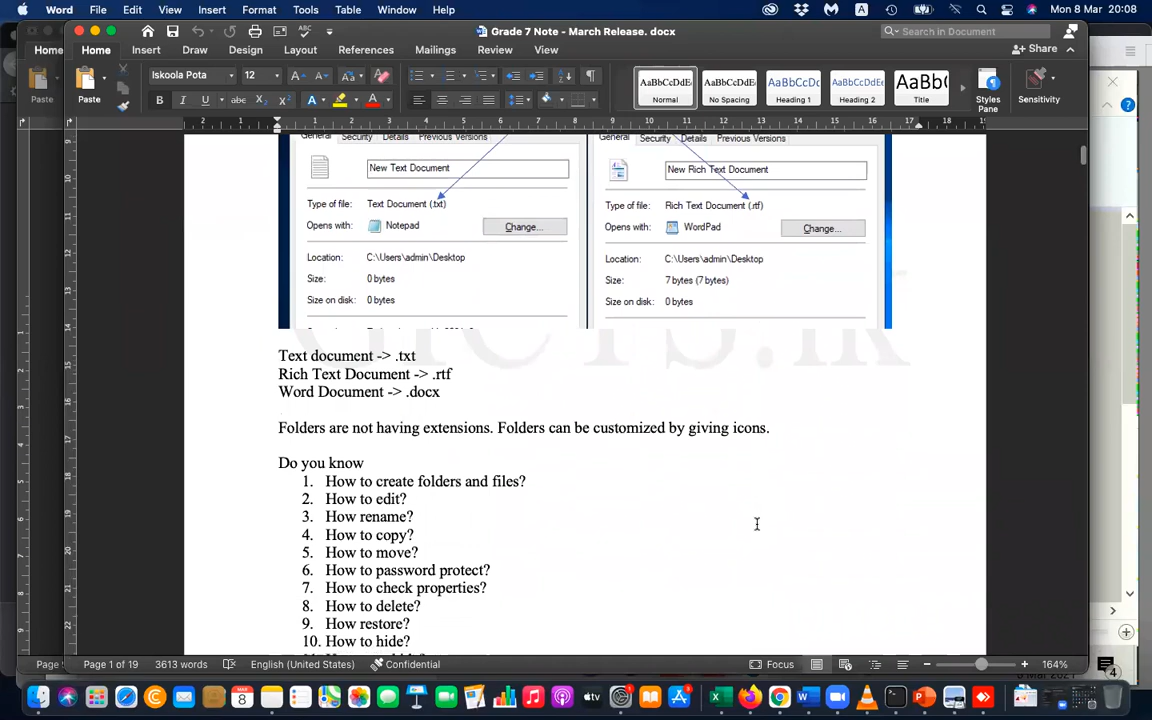 Word File Edit View Insert Format Tools Table Window Help Mon 8 Mar 20:08
Grade 7 Note - March Release. docx
Search in Document
Home Home Insert Draw Design Layout References Mailings Review View Share
Iskoola Pota 12
Paste Paste
AaBbCcDdEe AaBbCcDdEe AaBbCcDc AaBbCcDdEe AaBbC
Normal No Spacing Heading 1 Heading 2 Title
Styles Pane
Sensitivity
General Security Details Previous Versions
New Text Document
Type of file: Text Document (.txt)
Opens with: Notepad Change...
Location: C:\Users\admin\Desktop
Size: 0 bytes
Size on disk: 0 bytes
General Security Details Previous Versions
New Rich Text Document
Type of file: Rich Text Document (.rtf)
Opens with: WordPad Change...
Location: C:\Users\admin\Desktop
Size: 7 bytes (7 bytes)
Size on disk: 0 bytes
Text document -> .txt
Rich Text Document -> .rtf
Word Document -> .docx
Folders are not having extensions. Folders can be customized by giving icons.
Do you know
1. How to create folders and files?
2. How to edit?
3. How rename?
4. How to copy?
5. How to move?
6. How to password protect?
7. How to check properties?
8. How to delete?
9. How restore?
10. How to hide?
Page 1 of 19 3613 words English (United States) Confidential Focus 164%